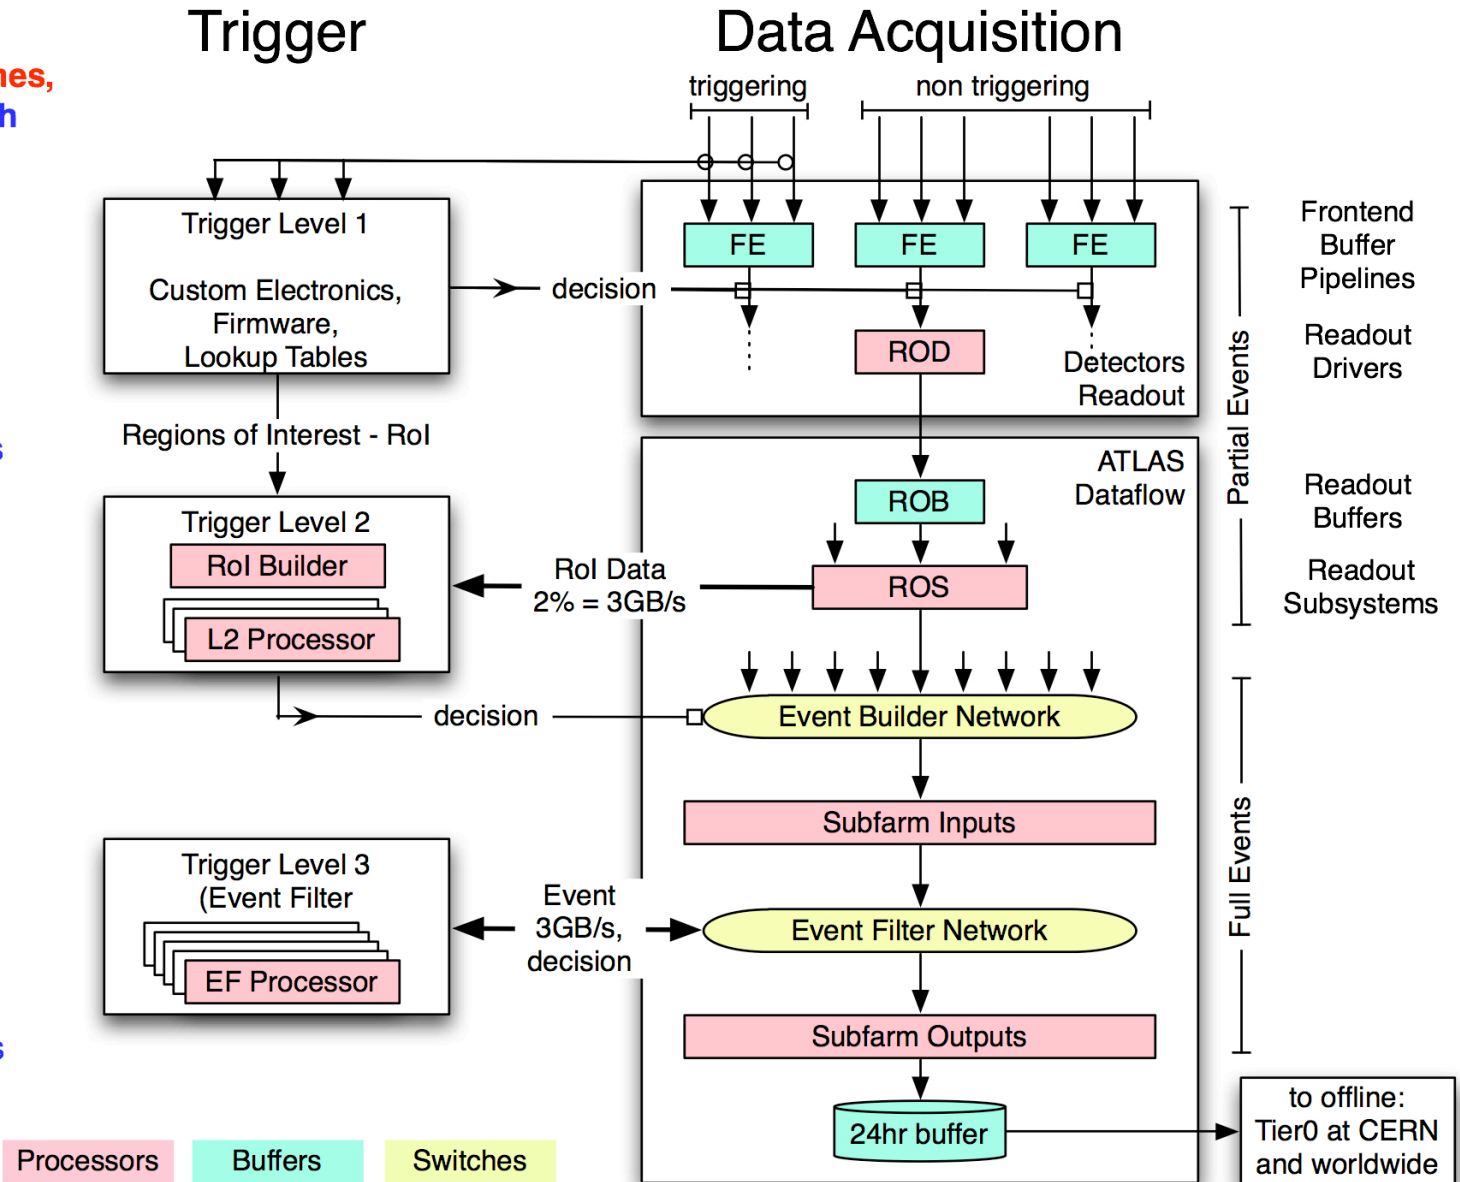 Trigger
Data Acquisition
triggering
non triggering
Trigger Level 1
Custom Electronics,
Firmware,
Lookup Tables
decision
FE
FE
FE
ROD
Detectors
Readout
Frontend
Buffer
Pipelines
Readout
Drivers
Partial Events
Regions of Interest - RoI
ATLAS
Dataflow
ROB
Readout
Buffers
Trigger Level 2
RoI Builder
L2 Processor
RoI Data
2% = 3GB/s
ROS
Readout
Subsystems
decision
Event Builder Network
Subfarm Inputs
Full Events
Trigger Level 3
(Event Filter
EF Processor
Event
3GB/s,
decision
Event Filter Network
Subfarm Outputs
24hr buffer
to offline:
Tier0 at CERN
and worldwide
Processors
Buffers
Switches